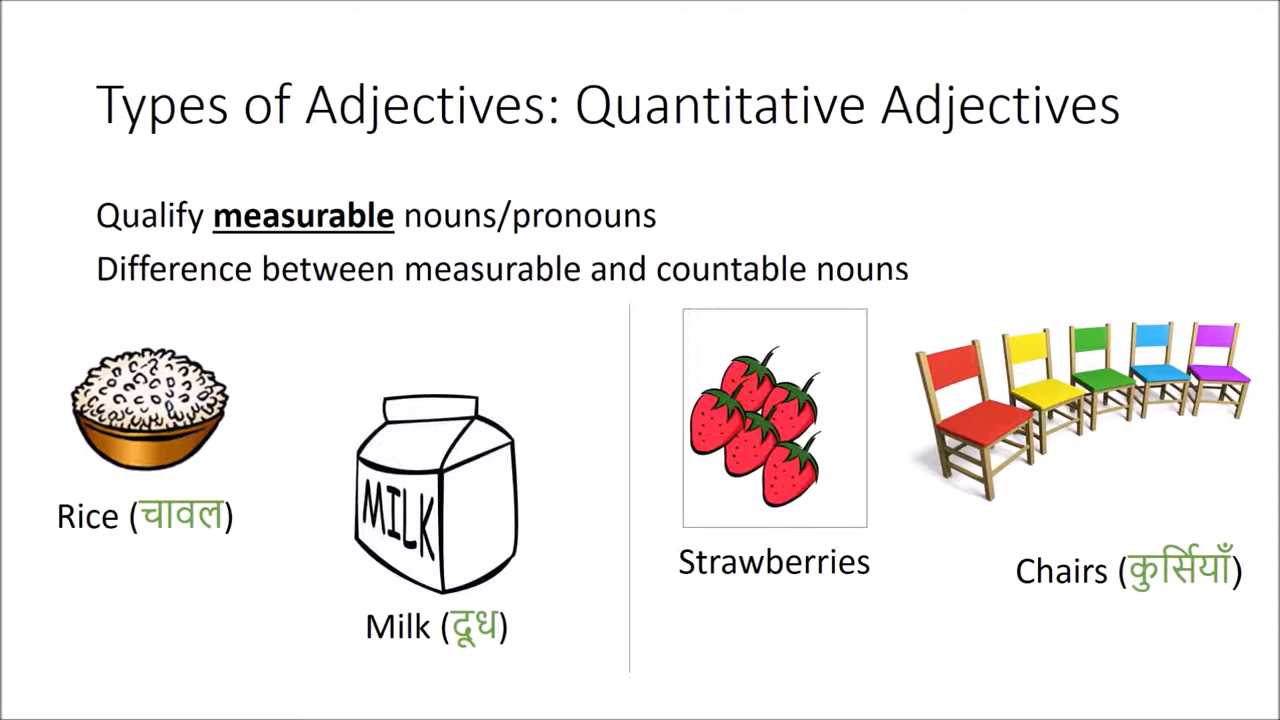 Types of Adjectives: Quantitative Adjectives
Qualify measurable nouns/pronouns
Difference between measurable and countable nouns
Rice (चावल)
MILK
Milk (दूध)
Strawberries
Chairs (कुर्सियाँ)